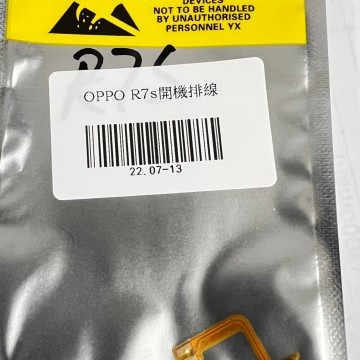 DEVICES
NOT TO BE HANDLED
BY UNAUTHORISED
PERSONNEL YX
OPPO R7s開機排線
22.07-13